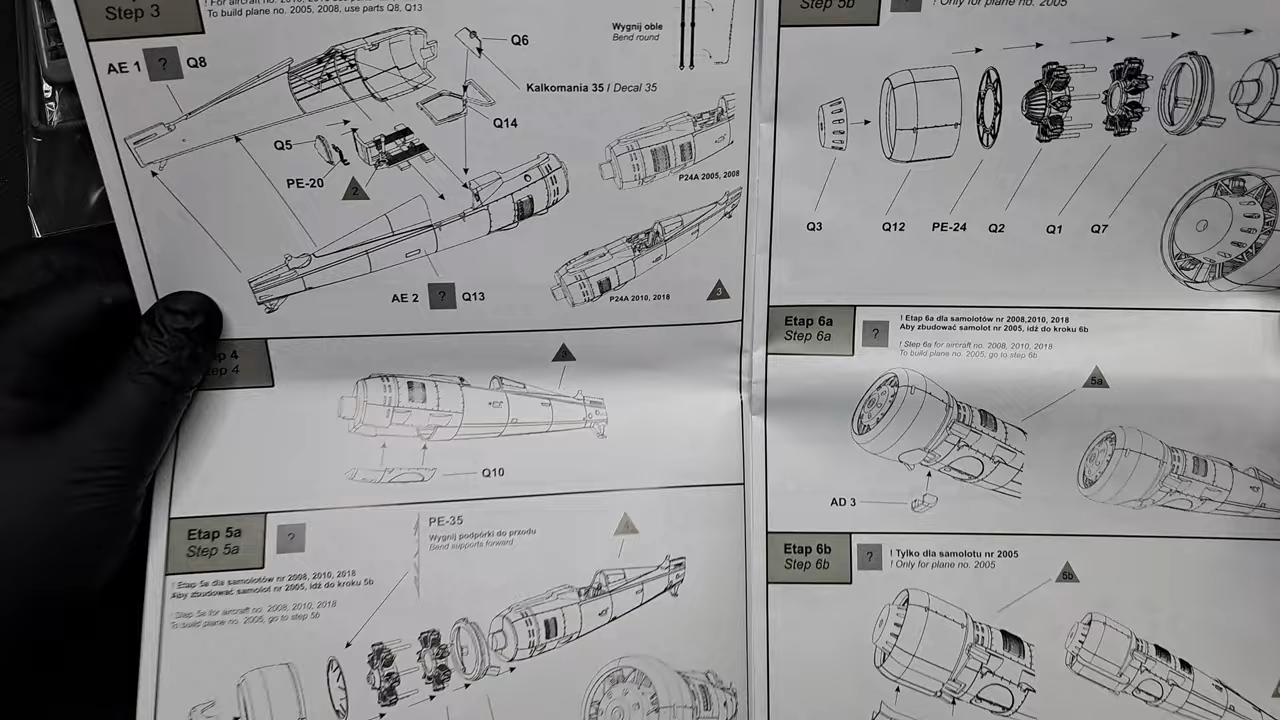 Step 3
To build plane no. 2005, 2008, use parts Q8, Q13
AE 1 ? Q8
Q6
Wygnij oble
Bend round
Kalkomania 35 / Decal 35
Q14
Q5
PE-20
2
P24A 2005, 2008
AE 2 ? Q13
P24A 2010, 2018
3
Step 4
3
Q10
Etap 5a
Step 5a
?
PE-35
Wygnij podpórki do przodu
Bend supports forward
4
! Etap 5a dla samolotów nr 2008, 2010, 2018
Aby zbudować samolot nr 2005, idź do kroku 5b
! Step 5a for aircraft no. 2008, 2010, 2018
To build plane no. 2005, go to step 5b
Step 5b
! Only for plane no. 2005
Q3
Q12
PE-24
Q2
Q1
Q7
Etap 6a
Step 6a
?
! Etap 6a dla samolotów nr 2008,2010, 2018
Aby zbudować samolot nr 2005, idź do kroku 6b
! Step 6a for aircraft no. 2008, 2010, 2018
To build plane no. 2005, go to step 6b
5a
AD 3
Etap 6b
Step 6b
?
! Tylko dla samolotu nr 2005
! Only for plane no. 2005
6b